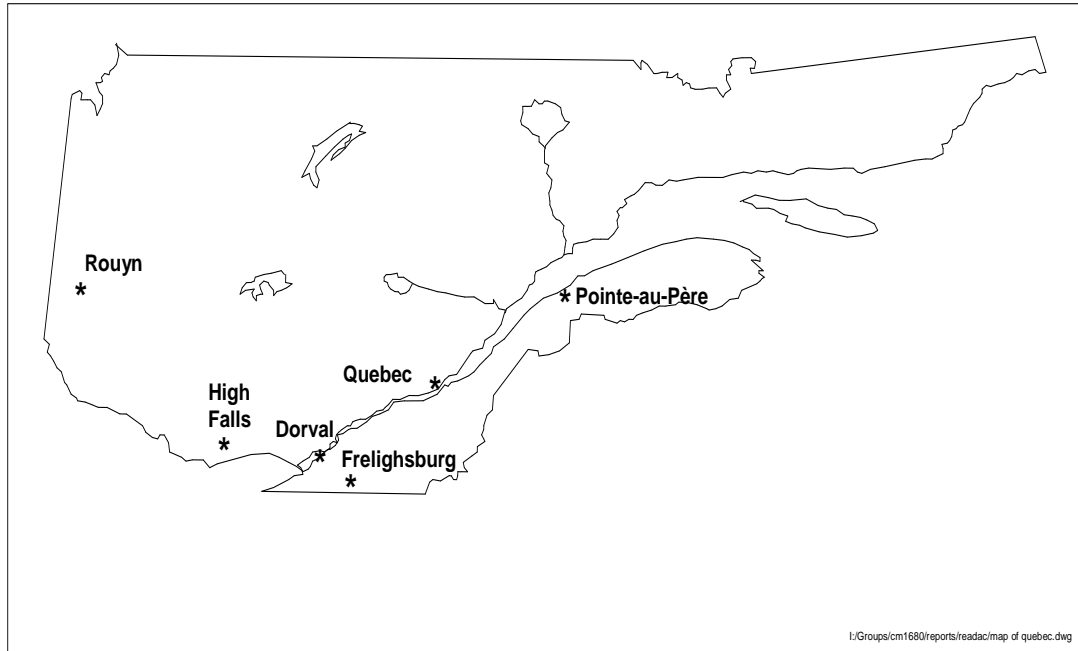 Rouyn
Pointe-au-Père
Quebec
High
Falls
Dorval
Frelighsburg
I:/Groups/cm1680/reports/readac/map of quebec.dwg